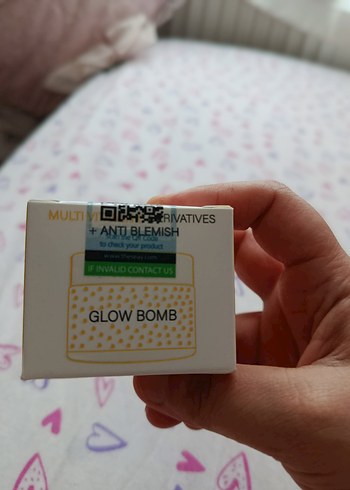 MULTI RIVATIVES
+ ANTI BLEMISH
Scan the QR Code
to check your product
IF INVALID CONTACT US
GLOW BOMB